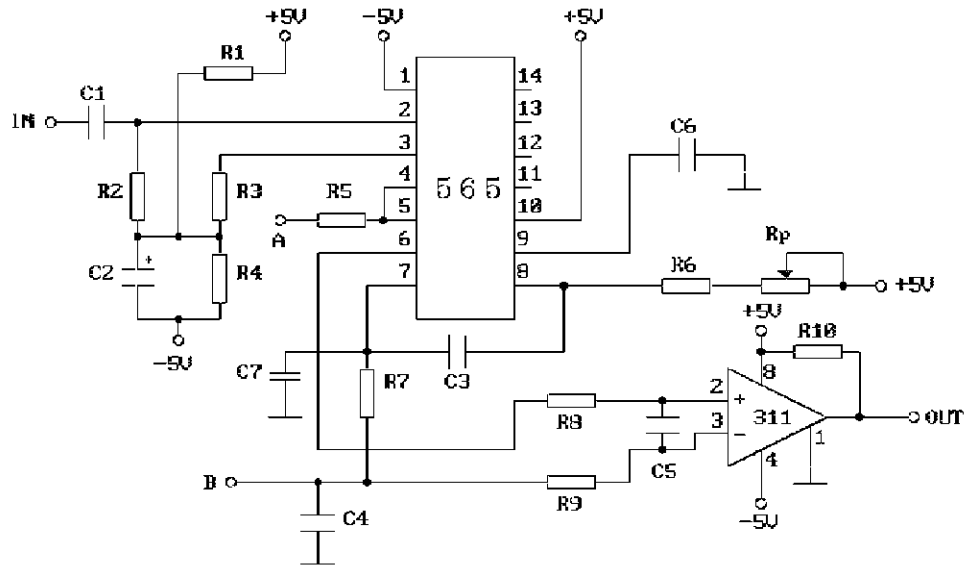 +5V
-5V
+5V
R1
1
14
C1
2
13
IN
3
12
C6
4
11
R2
R3
R5
565
5
10
A
6
9
Rp
C2
+
R4
7
8
R6
+5V
-5V
+5V
R10
C7
R7
C3
8
2
+
R8
311
OUT
3
-
1
C5
4
B
R9
C4
-5V